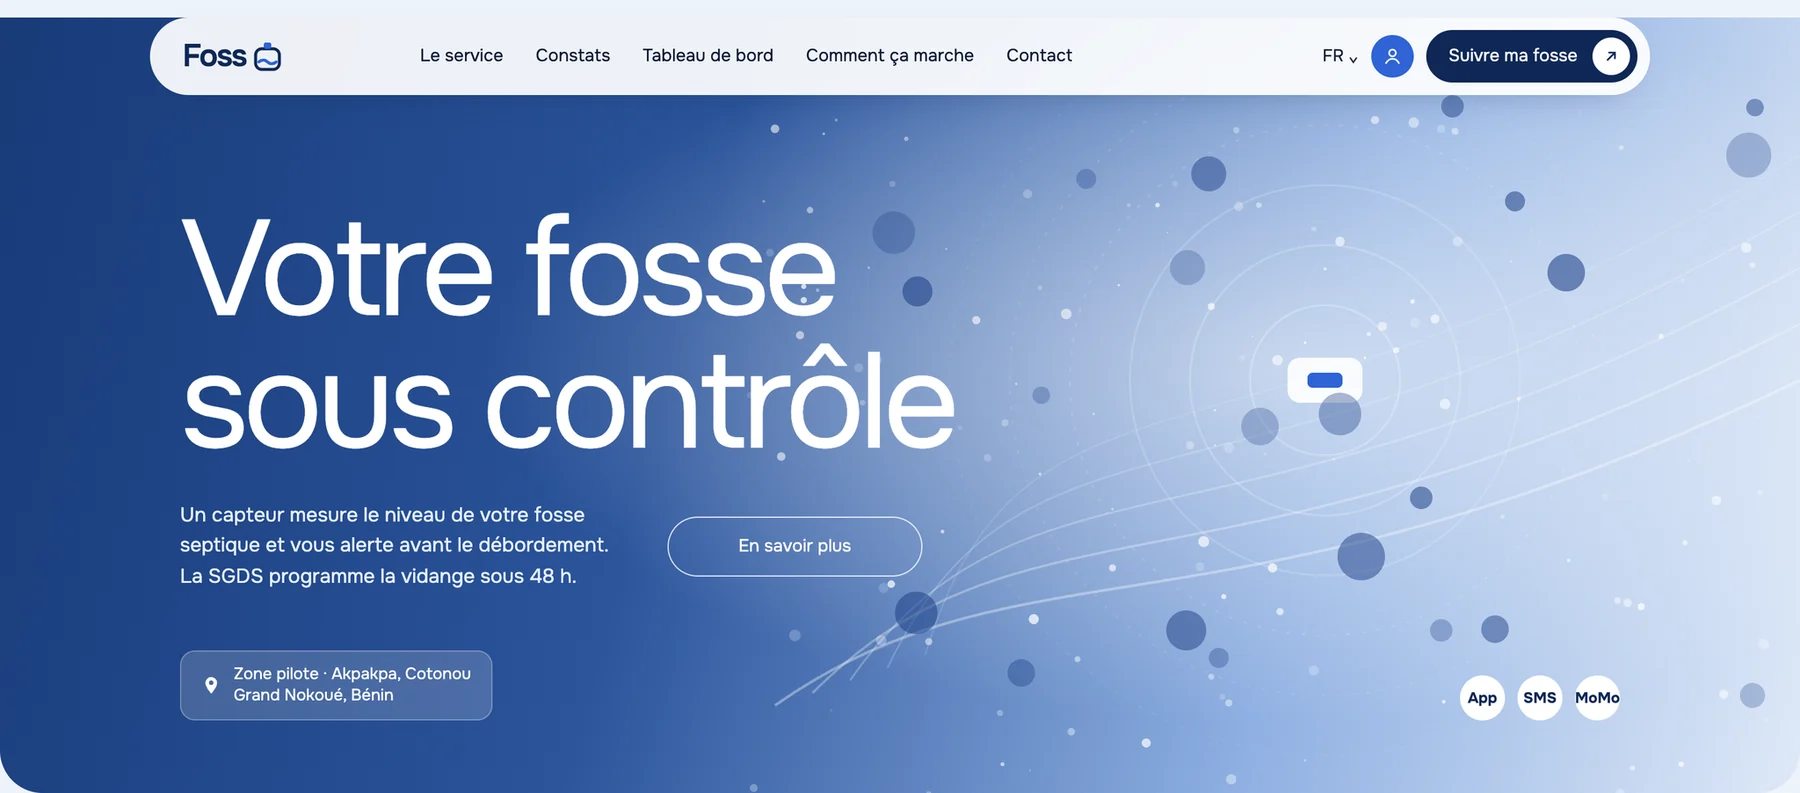 Foss
Le service
Constats
Tableau de bord
Comment ça marche
Contact
FR
Suivre ma fosse
Votre fosse
sous contrôle
Un capteur mesure le niveau de votre fosse
septique et vous alerte avant le débordement.
La SGDS programme la vidange sous 48 h.
En savoir plus
Zone pilote · Akpakpa, Cotonou
Grand Nokoué, Bénin
App
SMS
MoMo